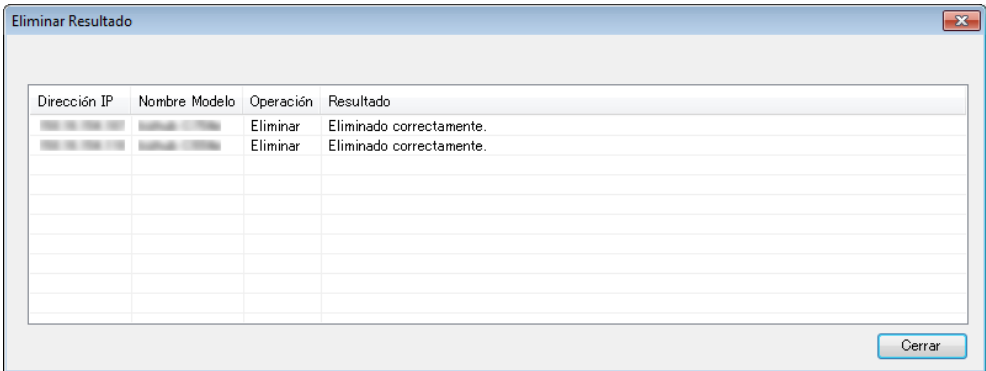 Eliminar Resultado
Dirección IP Nombre Modelo Operación Resultado
Eliminar Eliminado correctamente.
Eliminar Eliminado correctamente.
Cerrar